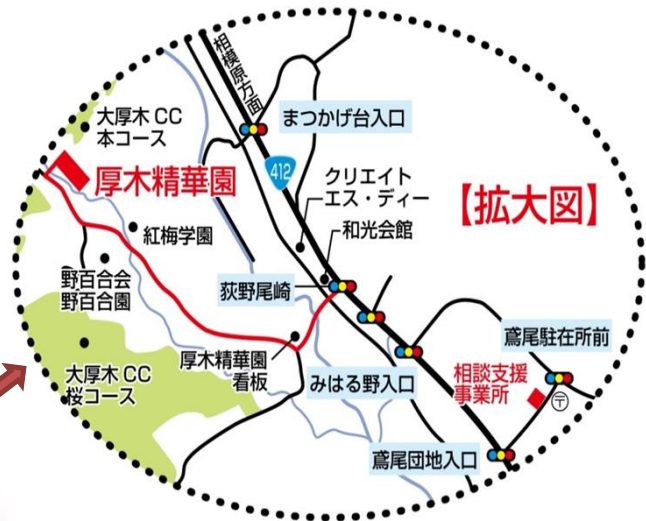 相模原方面
大厚木 CC
本コース
まつかげ台入口
412
厚木精華園
クリエイト
エス・ディー
【拡大図】
紅梅学園
和光会館
野百合会
野百合園
荻野尾崎
厚木精華園
看板
鳶尾駐在所前
大厚木 CC
桜コース
みはる野入口
相談支援
事業所
〒
鳶尾団地入口